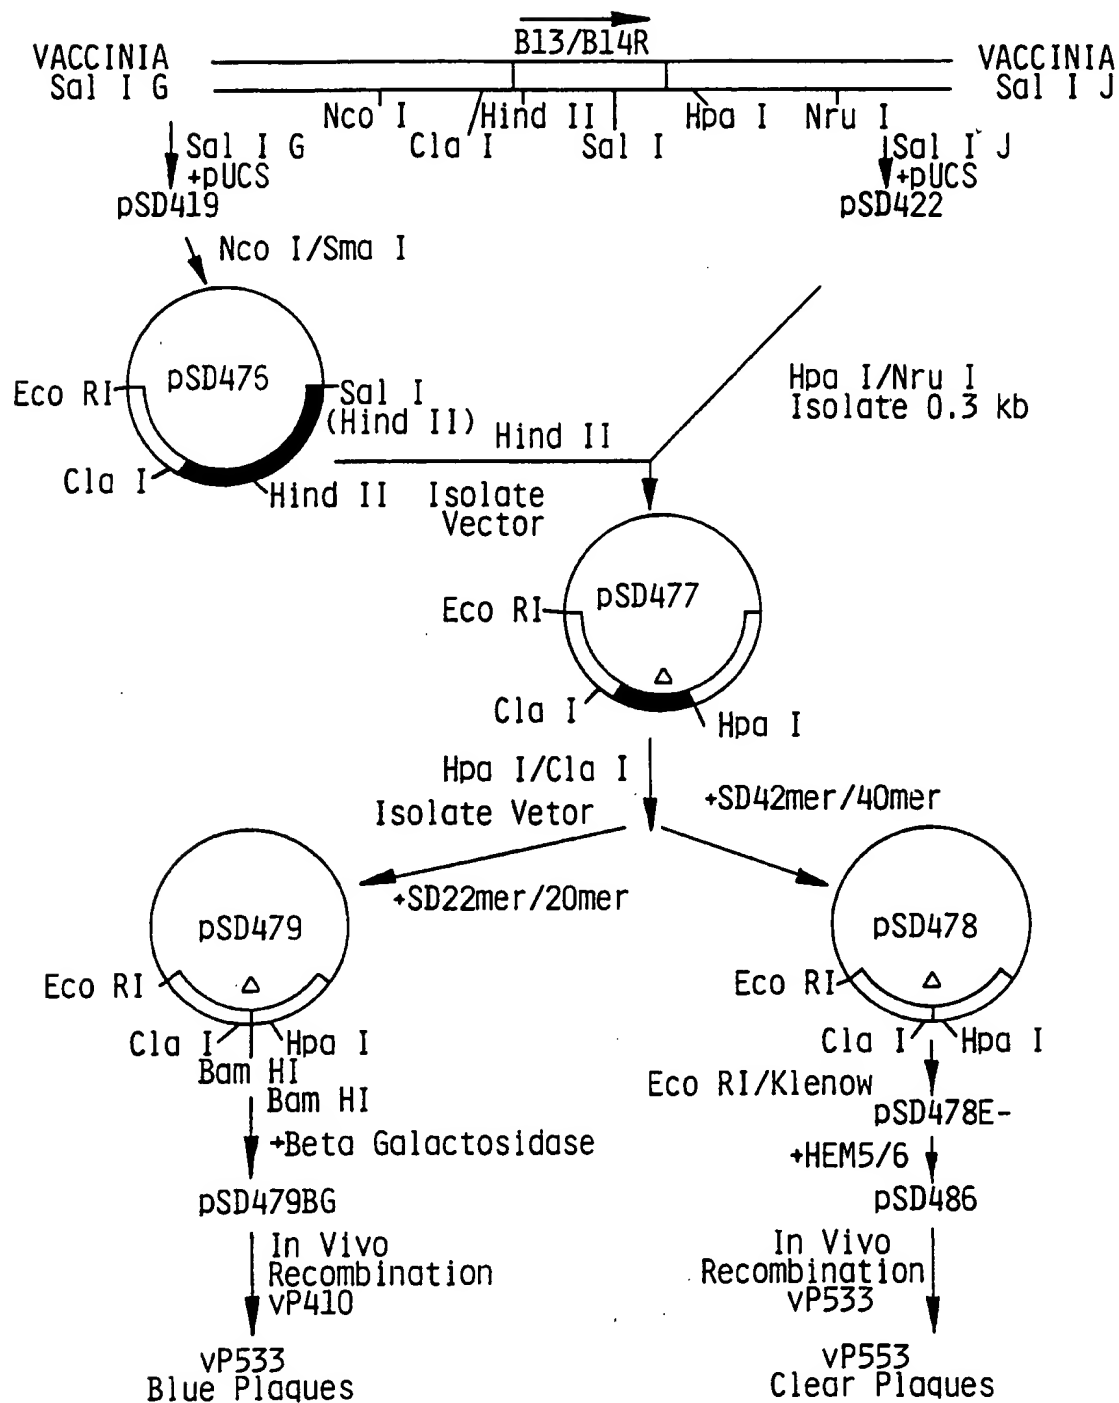 B13/B14R
VACCINIA
Sal I G
VACCINIA
Sal I J
Nco I
Cla I
Hind II
Sal I
Hpa I
Nru I
Sal I G
+pUCS
pSD419
Sal I J
+pUCS
pSD422
Nco I/Sma I
pSD476
Eco RI
Sal I
(Hind II)
Cla I
Hind II
Hind II
Isolate
Vector
Hpa I/Nru I
Isolate 0.3 kb
pSD477
Eco RI
Cla I
Hpa I
Hpa I/Cla I
Isolate Vetor
+SD42mer/40mer
+SD22mer/20mer
pSD479
Eco RI
Δ
Cla I
Hpa I
Bam HI
Bam HI
+Beta Galactosidase
pSD479BG
In Vivo
Recombination
vP410
vP533
Blue Plaques
pSD478
Eco RI
Δ
Cla I
Hpa I
Eco RI/Klenow
pSD478E-
+HEM5/6
pSD486
In Vivo
Recombination
vP533
vP553
Clear Plaques